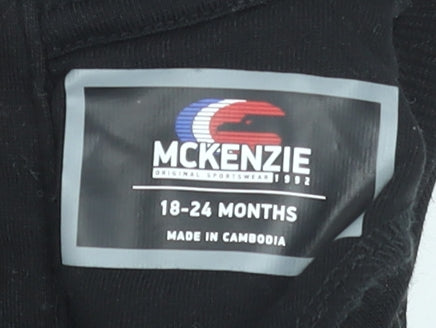 MCKENZIE
ORIGINAL SPORTSWEAR 1992
18-24 MONTHS
MADE IN CAMBODIA